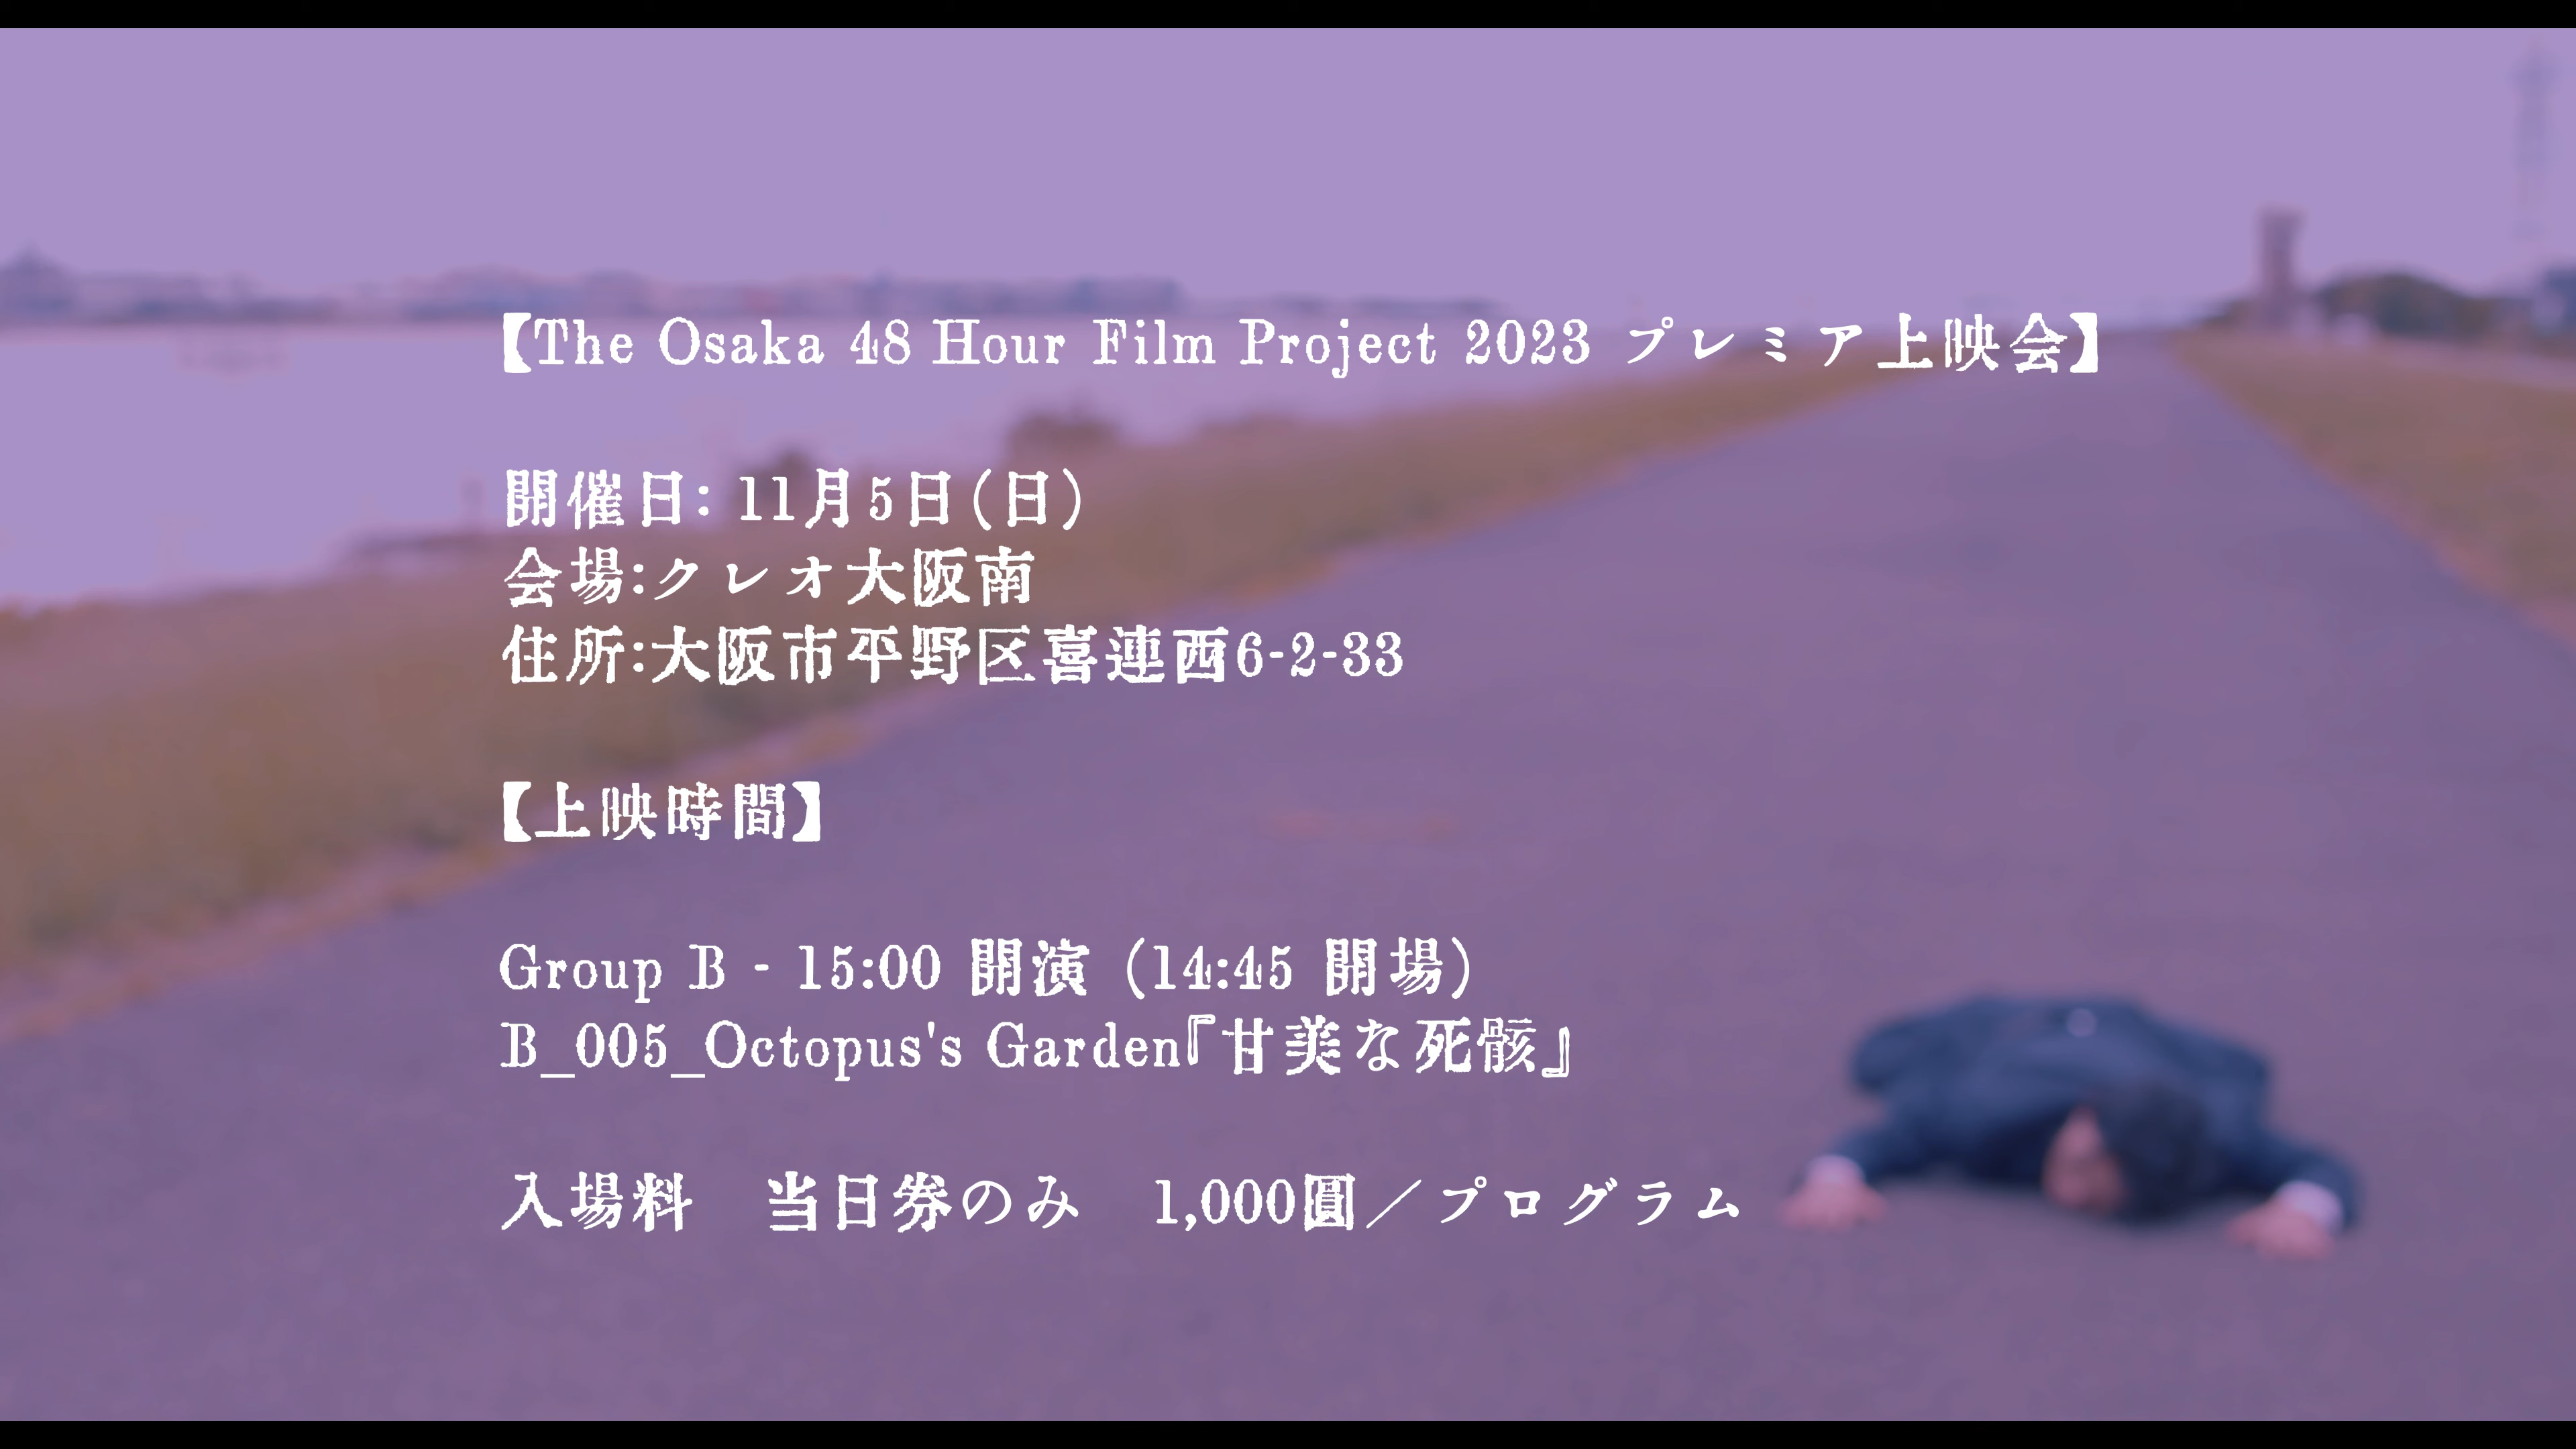 【The Osaka 48 Hour Film Project 2023 プレミア上映会】
開催日: 11月5日(日)
会場:クレオ大阪南
住所:大阪市平野区喜連西6-2-33
【上映時間】
Group B - 15:00 開演 (14:45 開場)
B_005_Octopus's Garden『甘美な死骸』
入場料　当日券のみ　1,000圓／プログラム